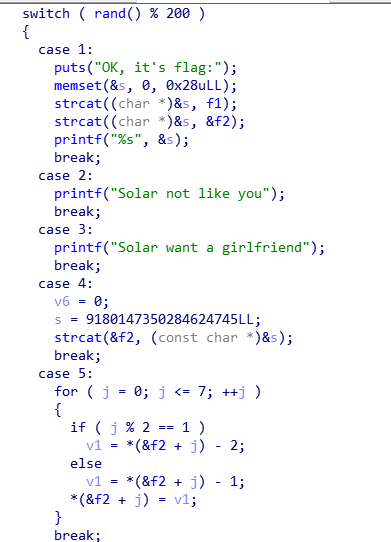 switch ( rand() % 200 )
{
  case 1:
    puts("OK, it's flag:");
    memset(&s, 0, 0x28uLL);
    strcat((char *)&s, f1);
    strcat((char *)&s, &f2);
    printf("%s", &s);
    break;
  case 2:
    printf("Solar not like you");
    break;
  case 3:
    printf("Solar want a girlfriend");
    break;
  case 4:
    v6 = 0;
    s = 9180147350284624745LL;
    strcat(&f2, (const char *)&s);
    break;
  case 5:
    for ( j = 0; j <= 7; ++j )
    {
      if ( j % 2 == 1 )
        v1 = *(&f2 + j) - 2;
      else
        v1 = *(&f2 + j) - 1;
      *(&f2 + j) = v1;
    }
    break;